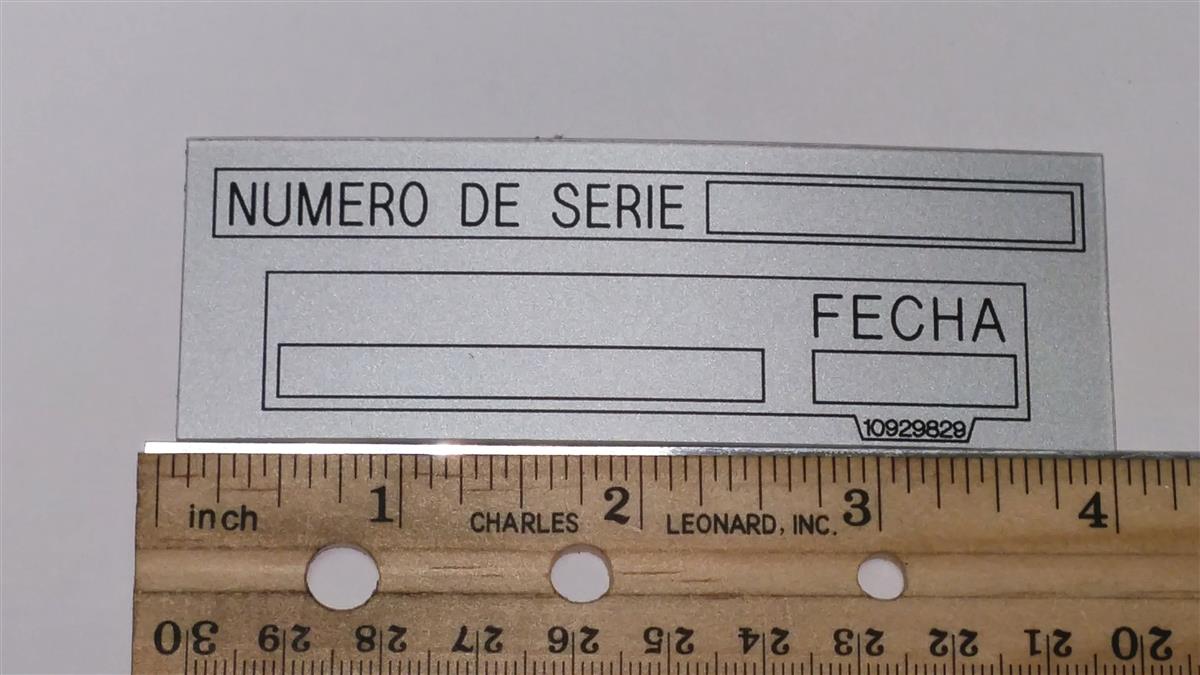 NUMERO DE SERIE
FECHA
10929829
1 2 3 4
inch CHARLES LEONARD, INC.
30 29 28 27 26 25 24 23 22 21 20